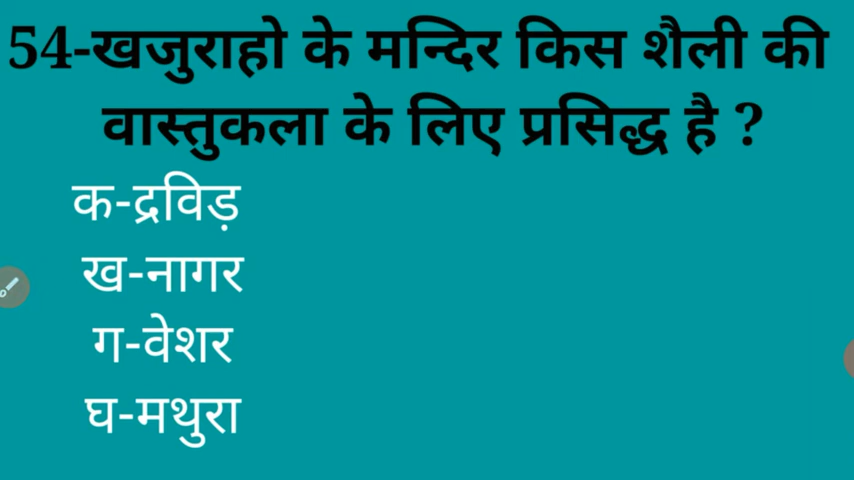 54-खजुराहो के मन्दिर किस शैली की
वास्तुकला के लिए प्रसिद्ध है ?
क-द्रविड़
ख-नागर
ग-वेशर
घ-मथुरा